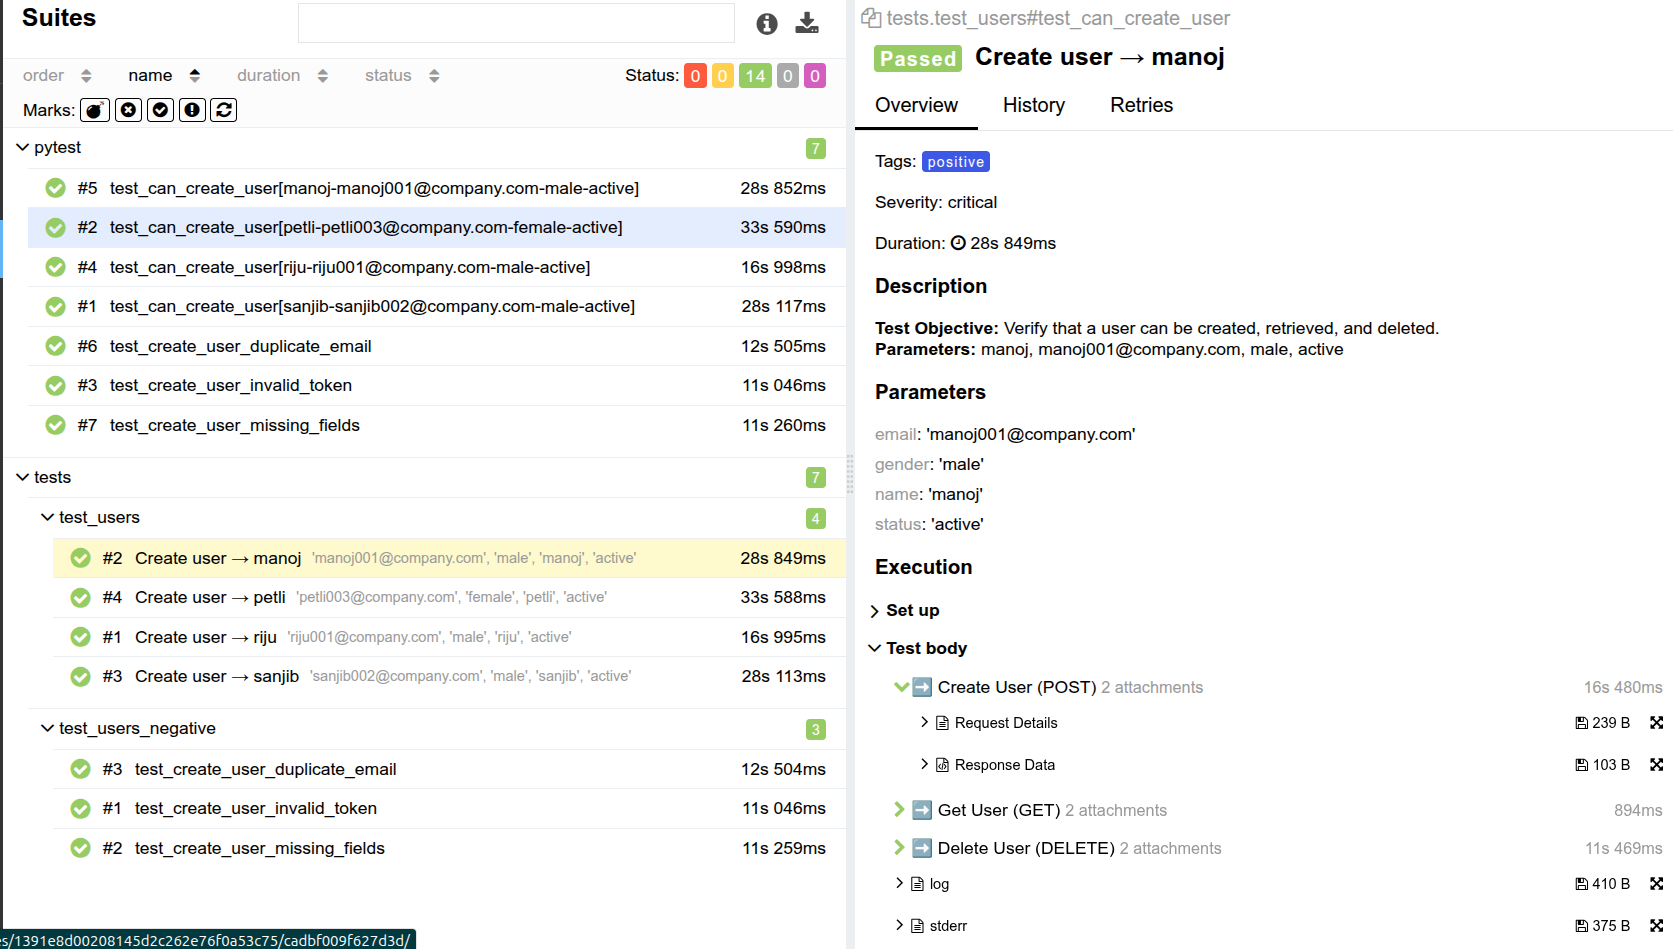 Suites
order name duration status Status: 0 0 14 0 0
Marks:
pytest 7
#5 test_can_create_user[manoj-manoj001@company.com-male-active] 28s 852ms
#2 test_can_create_user[petli-petli003@company.com-female-active] 33s 590ms
#4 test_can_create_user[riju-riju001@company.com-male-active] 16s 998ms
#1 test_can_create_user[sanjib-sanjib002@company.com-male-active] 28s 117ms
#6 test_create_user_duplicate_email 12s 505ms
#3 test_create_user_invalid_token 11s 046ms
#7 test_create_user_missing_fields 11s 260ms
tests 7
test_users 4
#2 Create user → manoj 'manoj001@company.com', 'male', 'manoj', 'active' 28s 849ms
#4 Create user → petli 'petli003@company.com', 'female', 'petli', 'active' 33s 588ms
#1 Create user → riju 'riju001@company.com', 'male', 'riju', 'active' 16s 995ms
#3 Create user → sanjib 'sanjib002@company.com', 'male', 'sanjib', 'active' 28s 113ms
test_users_negative 3
#3 test_create_user_duplicate_email 12s 504ms
#1 test_create_user_invalid_token 11s 046ms
#2 test_create_user_missing_fields 11s 259ms
es/1391e8d00208145d2c262e76f0a53c75/cadbf009f627d3d/
tests.test_users#test_can_create_user
Passed Create user → manoj
Overview History Retries
Tags: positive
Severity: critical
Duration: 28s 849ms
Description
Test Objective: Verify that a user can be created, retrieved, and deleted.
Parameters: manoj, manoj001@company.com, male, active
Parameters
email: 'manoj001@company.com'
gender: 'male'
name: 'manoj'
status: 'active'
Execution
Set up
Test body
Create User (POST) 2 attachments 16s 480ms
Request Details 239 B
Response Data 103 B
Get User (GET) 2 attachments 894ms
Delete User (DELETE) 2 attachments 11s 469ms
log 410 B
stderr 375 B